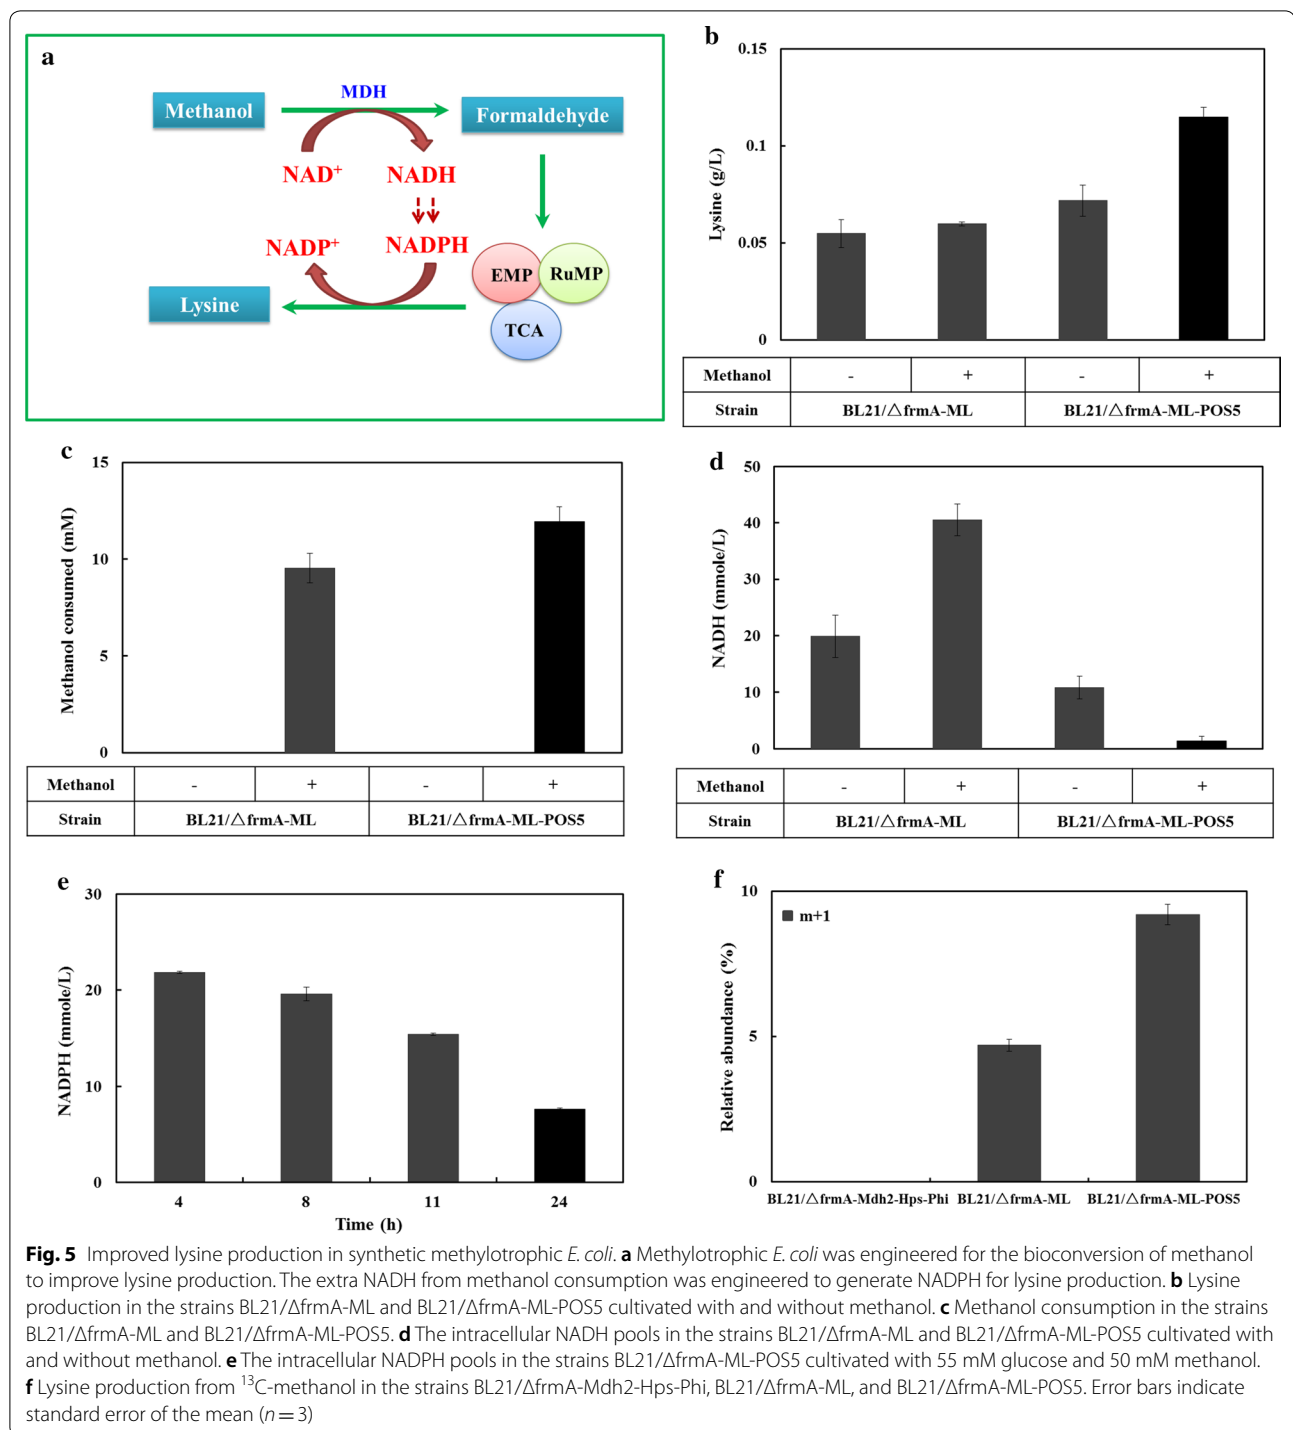 a
Methanol
MDH
Formaldehyde
NAD⁺
NADH
NADP⁺
NADPH
EMP
RuMP
Lysine
TCA
b
Lysine (g/L)
0.15
0.1
0.05
0
Methanol - + - +
Strain BL21/△frmA-ML BL21/△frmA-ML-POS5
c
Methanol consumed (mM)
15
10
5
0
Methanol - + - +
Strain BL21/△frmA-ML BL21/△frmA-ML-POS5
d
NADH (mmole/L)
50
40
30
20
10
0
Methanol - + - +
Strain BL21/△frmA-ML BL21/△frmA-ML-POS5
e
NADPH (mmole/L)
30
20
10
0
4 8 11 24
Time (h)
f
Relative abundance (%)
10
5
0
m+1
BL21/△frmA-Mdh2-Hps-Phi BL21/△frmA-ML BL21/△frmA-ML-POS5
Fig. 5 Improved lysine production in synthetic methylotrophic E. coli. a Methylotrophic E. coli was engineered for the bioconversion of methanol
to improve lysine production. The extra NADH from methanol consumption was engineered to generate NADPH for lysine production. b Lysine
production in the strains BL21/ΔfrmA-ML and BL21/ΔfrmA-ML-POS5 cultivated with and without methanol. c Methanol consumption in the strains
BL21/ΔfrmA-ML and BL21/ΔfrmA-ML-POS5. d The intracellular NADH pools in the strains BL21/ΔfrmA-ML and BL21/ΔfrmA-ML-POS5 cultivated with
and without methanol. e The intracellular NADPH pools in the strains BL21/ΔfrmA-ML-POS5 cultivated with 55 mM glucose and 50 mM methanol.
f Lysine production from ¹³C-methanol in the strains BL21/ΔfrmA-Mdh2-Hps-Phi, BL21/ΔfrmA-ML, and BL21/ΔfrmA-ML-POS5. Error bars indicate
standard error of the mean (n = 3)